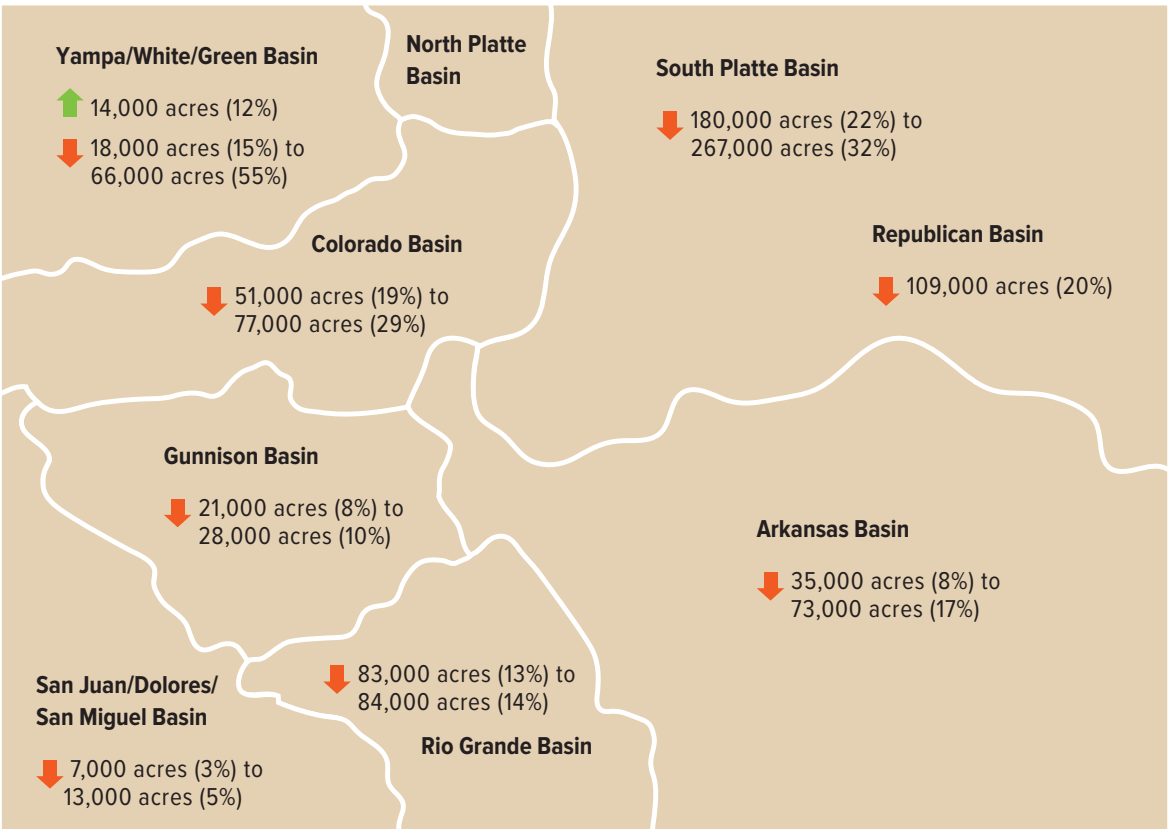 Yampa/White/Green Basin
14,000 acres (12%)
18,000 acres (15%) to
66,000 acres (55%)
North Platte
Basin
South Platte Basin
180,000 acres (22%) to
267,000 acres (32%)
Republican Basin
109,000 acres (20%)
Colorado Basin
51,000 acres (19%) to
77,000 acres (29%)
Gunnison Basin
21,000 acres (8%) to
28,000 acres (10%)
Arkansas Basin
35,000 acres (8%) to
73,000 acres (17%)
San Juan/Dolores/
San Miguel Basin
7,000 acres (3%) to
13,000 acres (5%)
83,000 acres (13%) to
84,000 acres (14%)
Rio Grande Basin